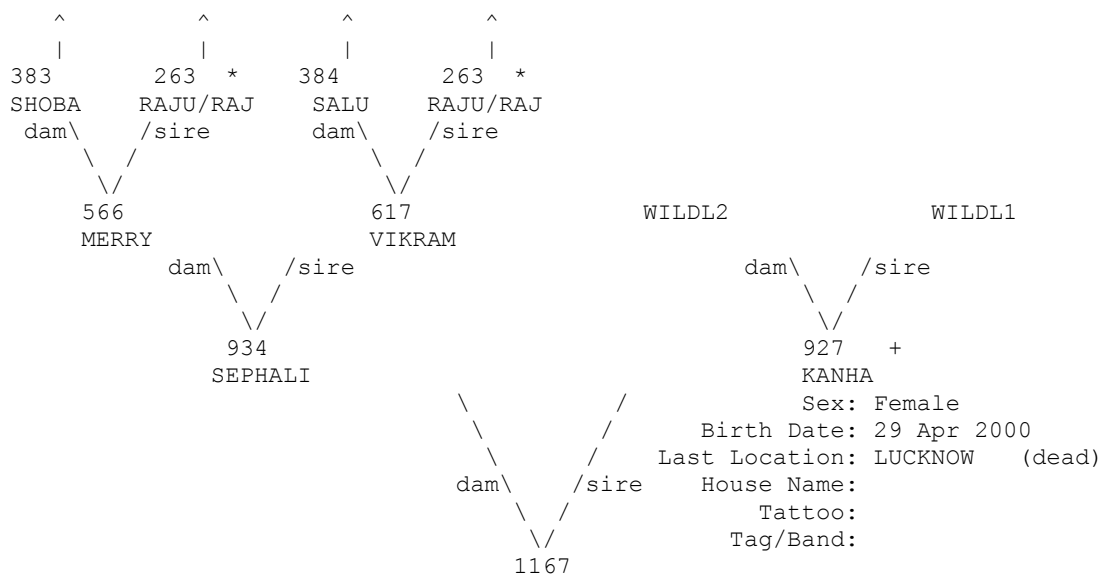 ^ ^ ^ ^
| | | |
383 263 * 384 263 *
SHOBA RAJU/RAJ SALU RAJU/RAJ
dam\ /sire dam\ /sire
\ / \ /
\/ \/
566 617 WILDL2 WILDL1
MERRY VIKRAM
dam\ /sire dam\ /sire
\ / \ /
\/ \/
934 927 +
SEPHALI KANHA
\ / Sex: Female
\ / Birth Date: 29 Apr 2000
\ / Last Location: LUCKNOW (dead)
dam\ /sire House Name:
\ / Tattoo:
\/ Tag/Band:
1167